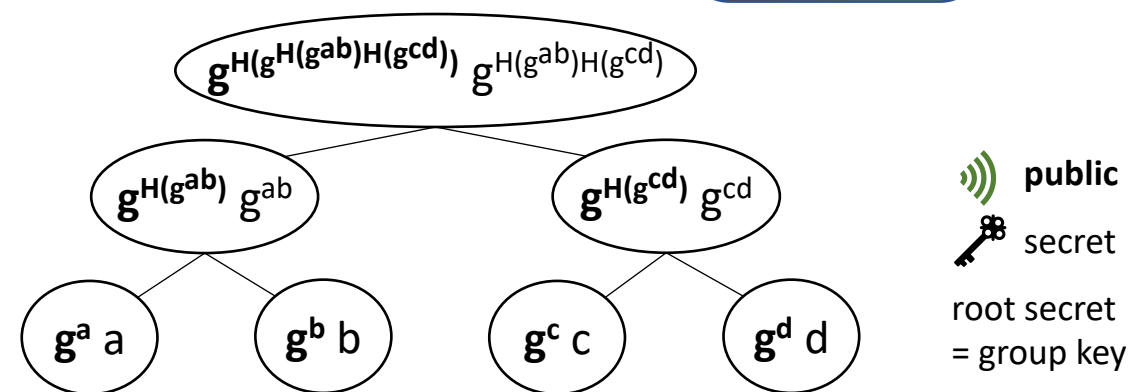 g^H(g^H(g^ab)H(g^cd)) g^H(g^ab)H(g^cd)
g^H(g^ab) g^ab
g^H(g^cd) g^cd
g^a a
g^b b
g^c c
g^d d
public
secret
root secret
= group key